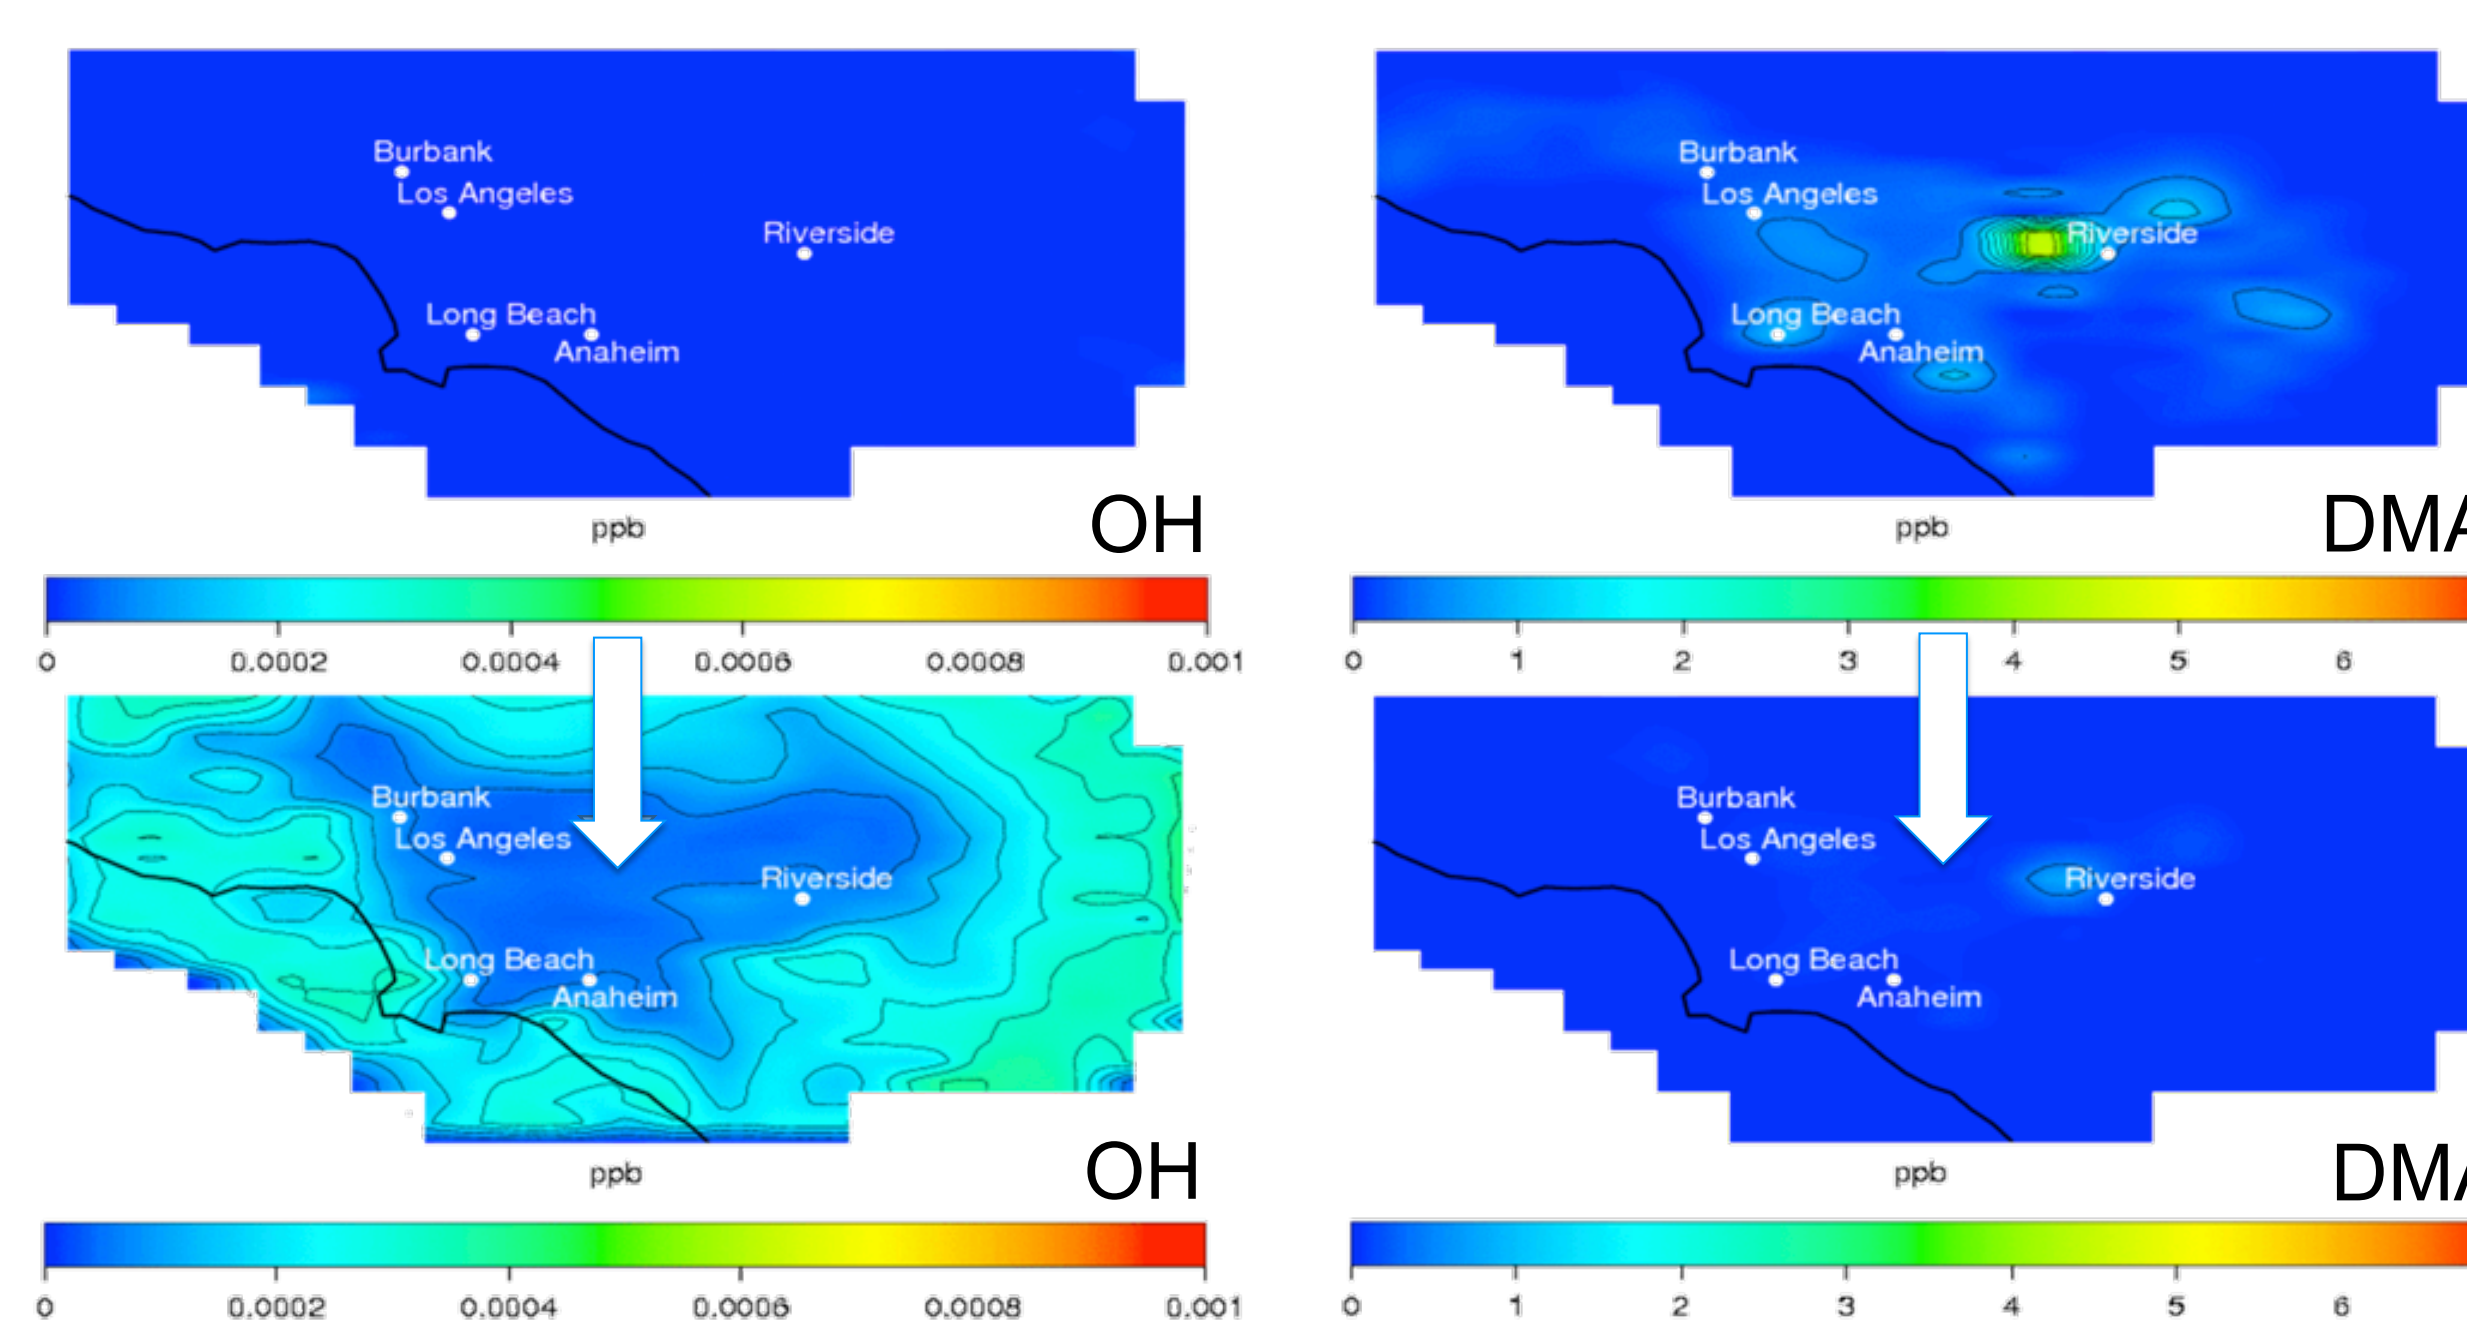 Burbank
Los Angeles
Riverside
Long Beach
Anaheim
ppb
OH
0 0.0002 0.0004 0.0006 0.0008 0.001
Burbank
Los Angeles
Riverside
Long Beach
Anaheim
ppb
DMA
0 1 2 3 4 5 6
Burbank
Los Angeles
Riverside
Long Beach
Anaheim
ppb
OH
0 0.0002 0.0004 0.0006 0.0008 0.001
Burbank
Los Angeles
Riverside
Long Beach
Anaheim
ppb
DMA
0 1 2 3 4 5 6